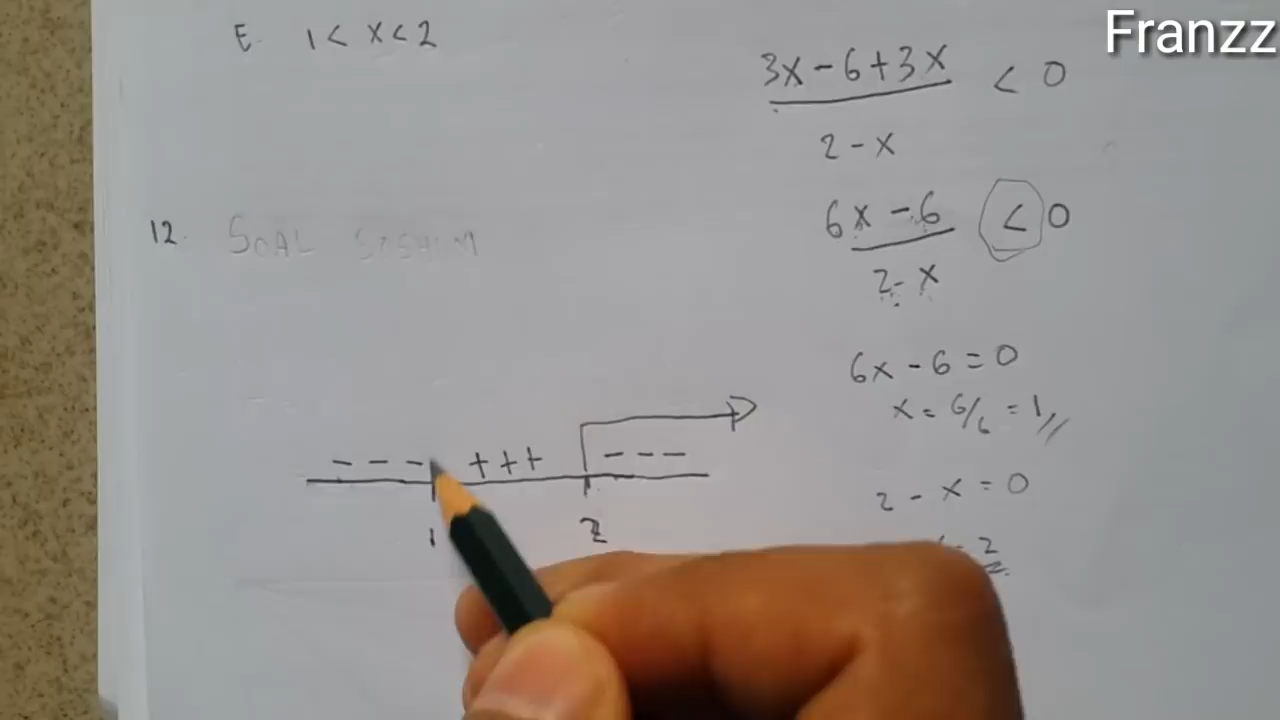 Franzz
E. 1 < x < 2
3x - 6 + 3x < 0
2 - x
12. SOAL
6x - 6 < 0
2 - x
6x - 6 = 0
x = 6/6 = 1//
- - - + + + - - -
1 2
2 - x = 0
2